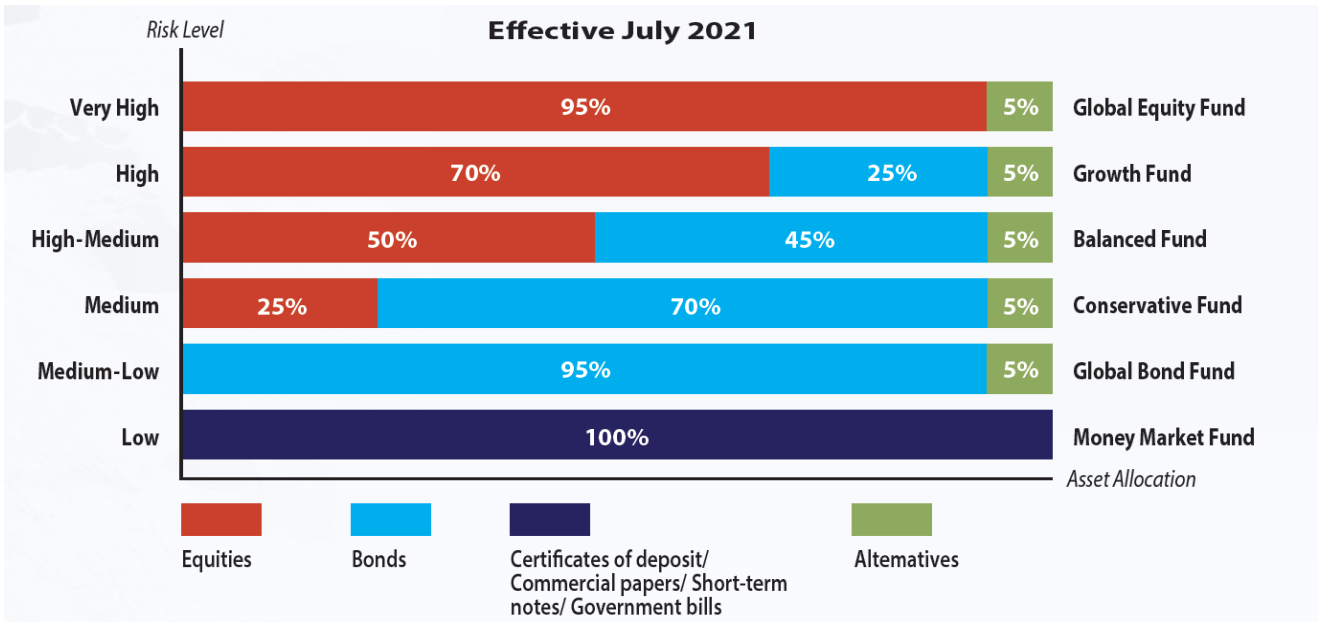 Risk Level
Effective July 2021
Very High 95% 5% Global Equity Fund
High 70% 25% 5% Growth Fund
High-Medium 50% 45% 5% Balanced Fund
Medium 25% 70% 5% Conservative Fund
Medium-Low 95% 5% Global Bond Fund
Low 100% Money Market Fund
Asset Allocation
Equities
Bonds
Certificates of deposit/
Commercial papers/ Short-term
notes/ Government bills
Altematives